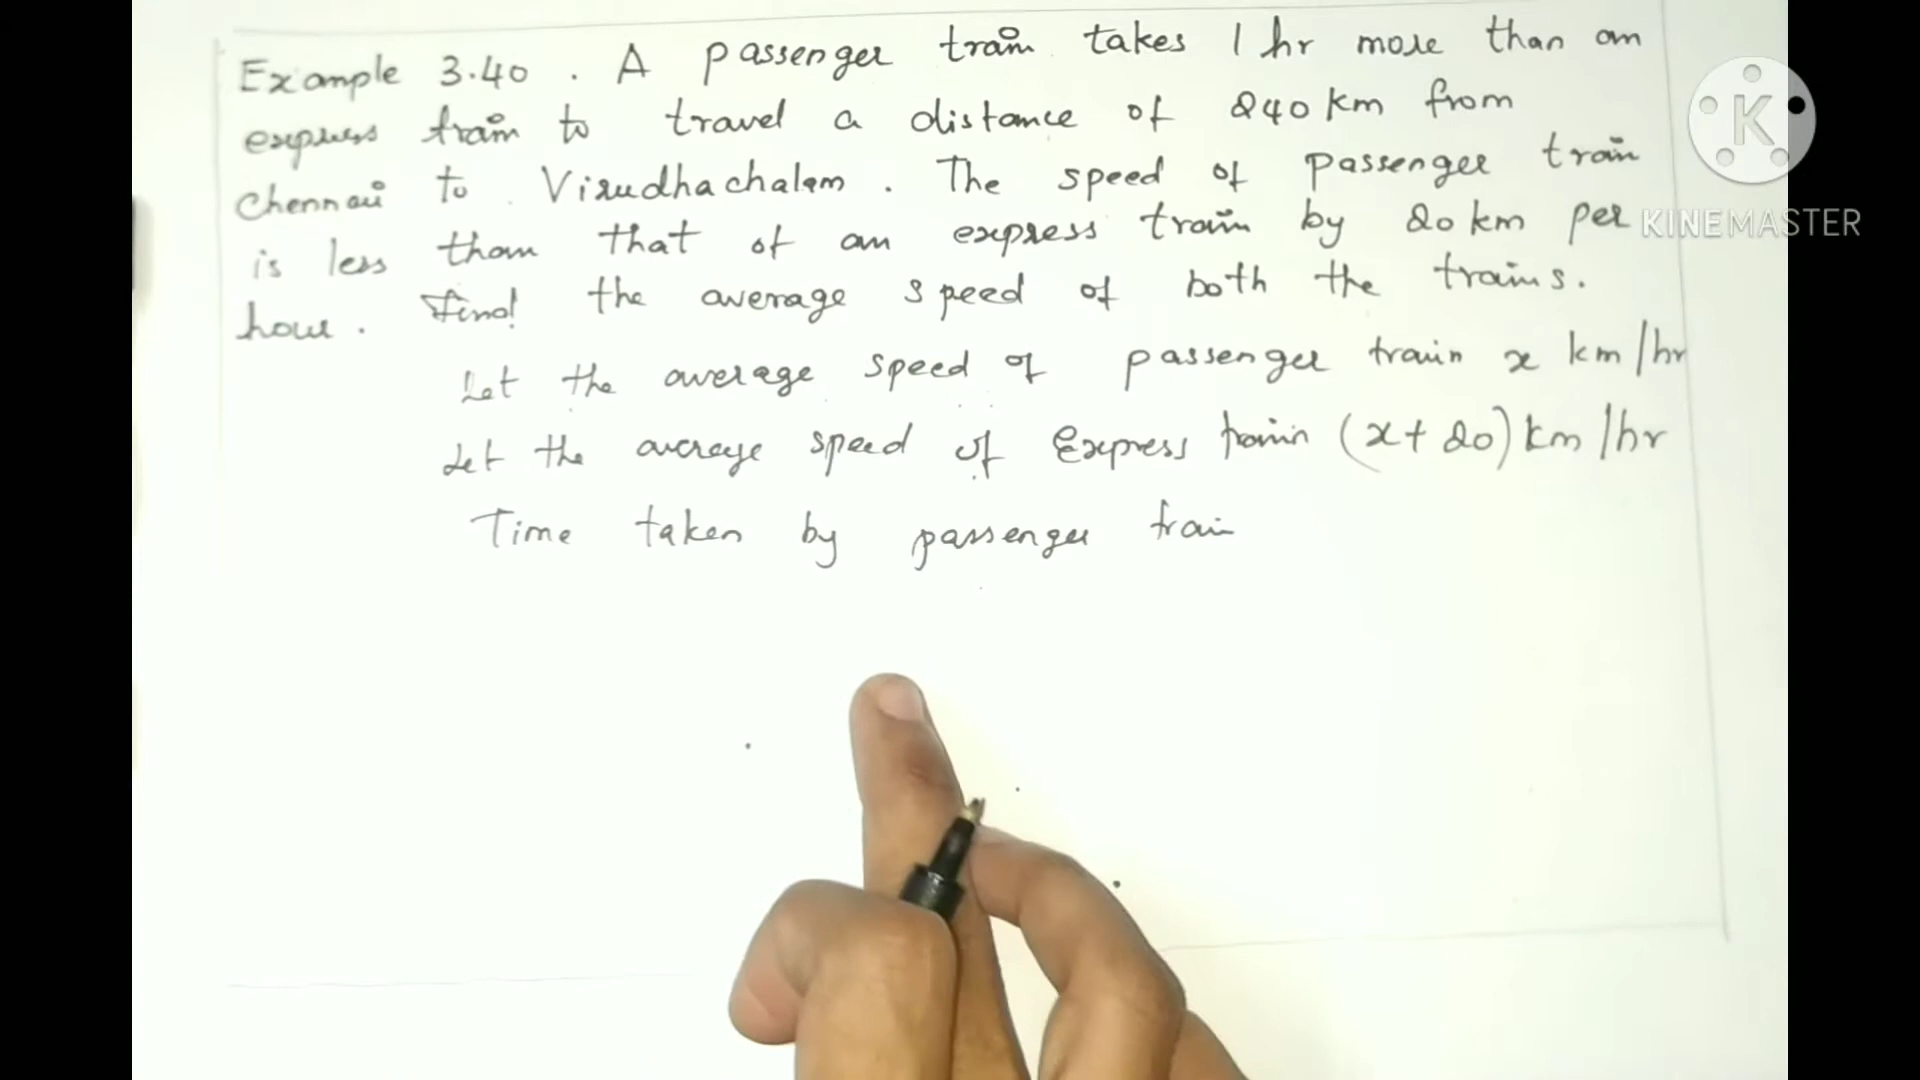 Example 3.40 . A passenger train takes 1 hr more than an
express train to travel a distance of 240 km from
Chennai to Virudhachalam . The speed of passenger train
is less than that of an express train by 20 km per
hour . Find the average speed of both the trains .
Let the average speed of passenger train x km/hr
Let the average speed of Express train (x+20) km/hr
Time taken by passenger train
K
KINEMASTER